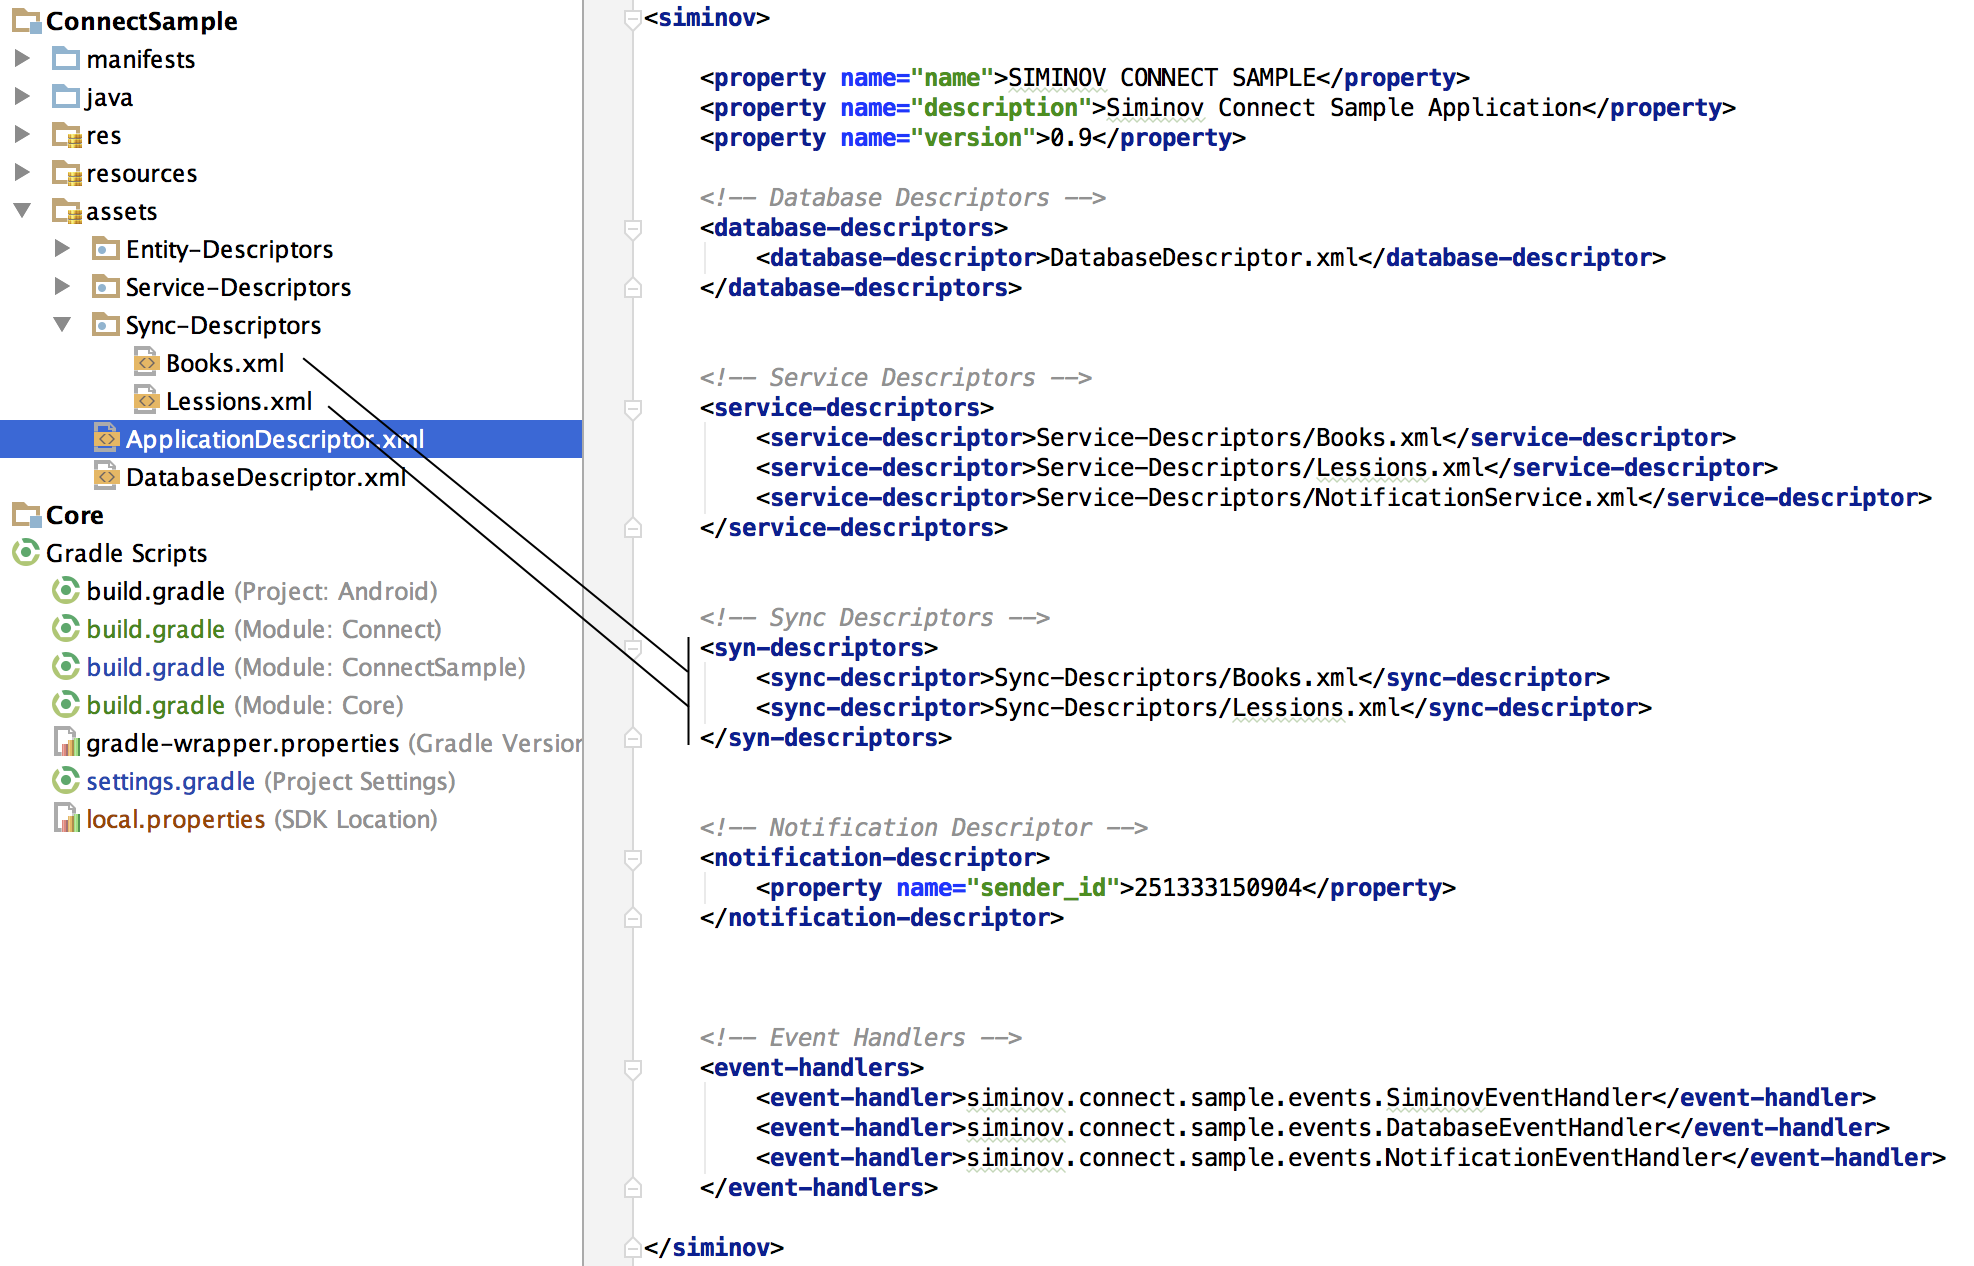 ConnectSample
manifests
java
res
resources
assets
Entity-Descriptors
Service-Descriptors
Sync-Descriptors
Books.xml
Lessions.xml
ApplicationDescriptor.xml
DatabaseDescriptor.xml
Core
Gradle Scripts
build.gradle (Project: Android)
build.gradle (Module: Connect)
build.gradle (Module: ConnectSample)
build.gradle (Module: Core)
gradle-wrapper.properties (Gradle Version
settings.gradle (Project Settings)
local.properties (SDK Location)
<siminov>
<property name="name">SIMINOV CONNECT SAMPLE</property>
<property name="description">Siminov Connect Sample Application</property>
<property name="version">0.9</property>
<!-- Database Descriptors -->
<database-descriptors>
<database-descriptor>DatabaseDescriptor.xml</database-descriptor>
</database-descriptors>
<!-- Service Descriptors -->
<service-descriptors>
<service-descriptor>Service-Descriptors/Books.xml</service-descriptor>
<service-descriptor>Service-Descriptors/Lessions.xml</service-descriptor>
<service-descriptor>Service-Descriptors/NotificationService.xml</service-descriptor>
</service-descriptors>
<!-- Sync Descriptors -->
<syn-descriptors>
<sync-descriptor>Sync-Descriptors/Books.xml</sync-descriptor>
<sync-descriptor>Sync-Descriptors/Lessions.xml</sync-descriptor>
</syn-descriptors>
<!-- Notification Descriptor -->
<notification-descriptor>
<property name="sender_id">251333150904</property>
</notification-descriptor>
<!-- Event Handlers -->
<event-handlers>
<event-handler>siminov.connect.sample.events.SiminovEventHandler</event-handler>
<event-handler>siminov.connect.sample.events.DatabaseEventHandler</event-handler>
<event-handler>siminov.connect.sample.events.NotificationEventHandler</event-handler>
</event-handlers>
</siminov>